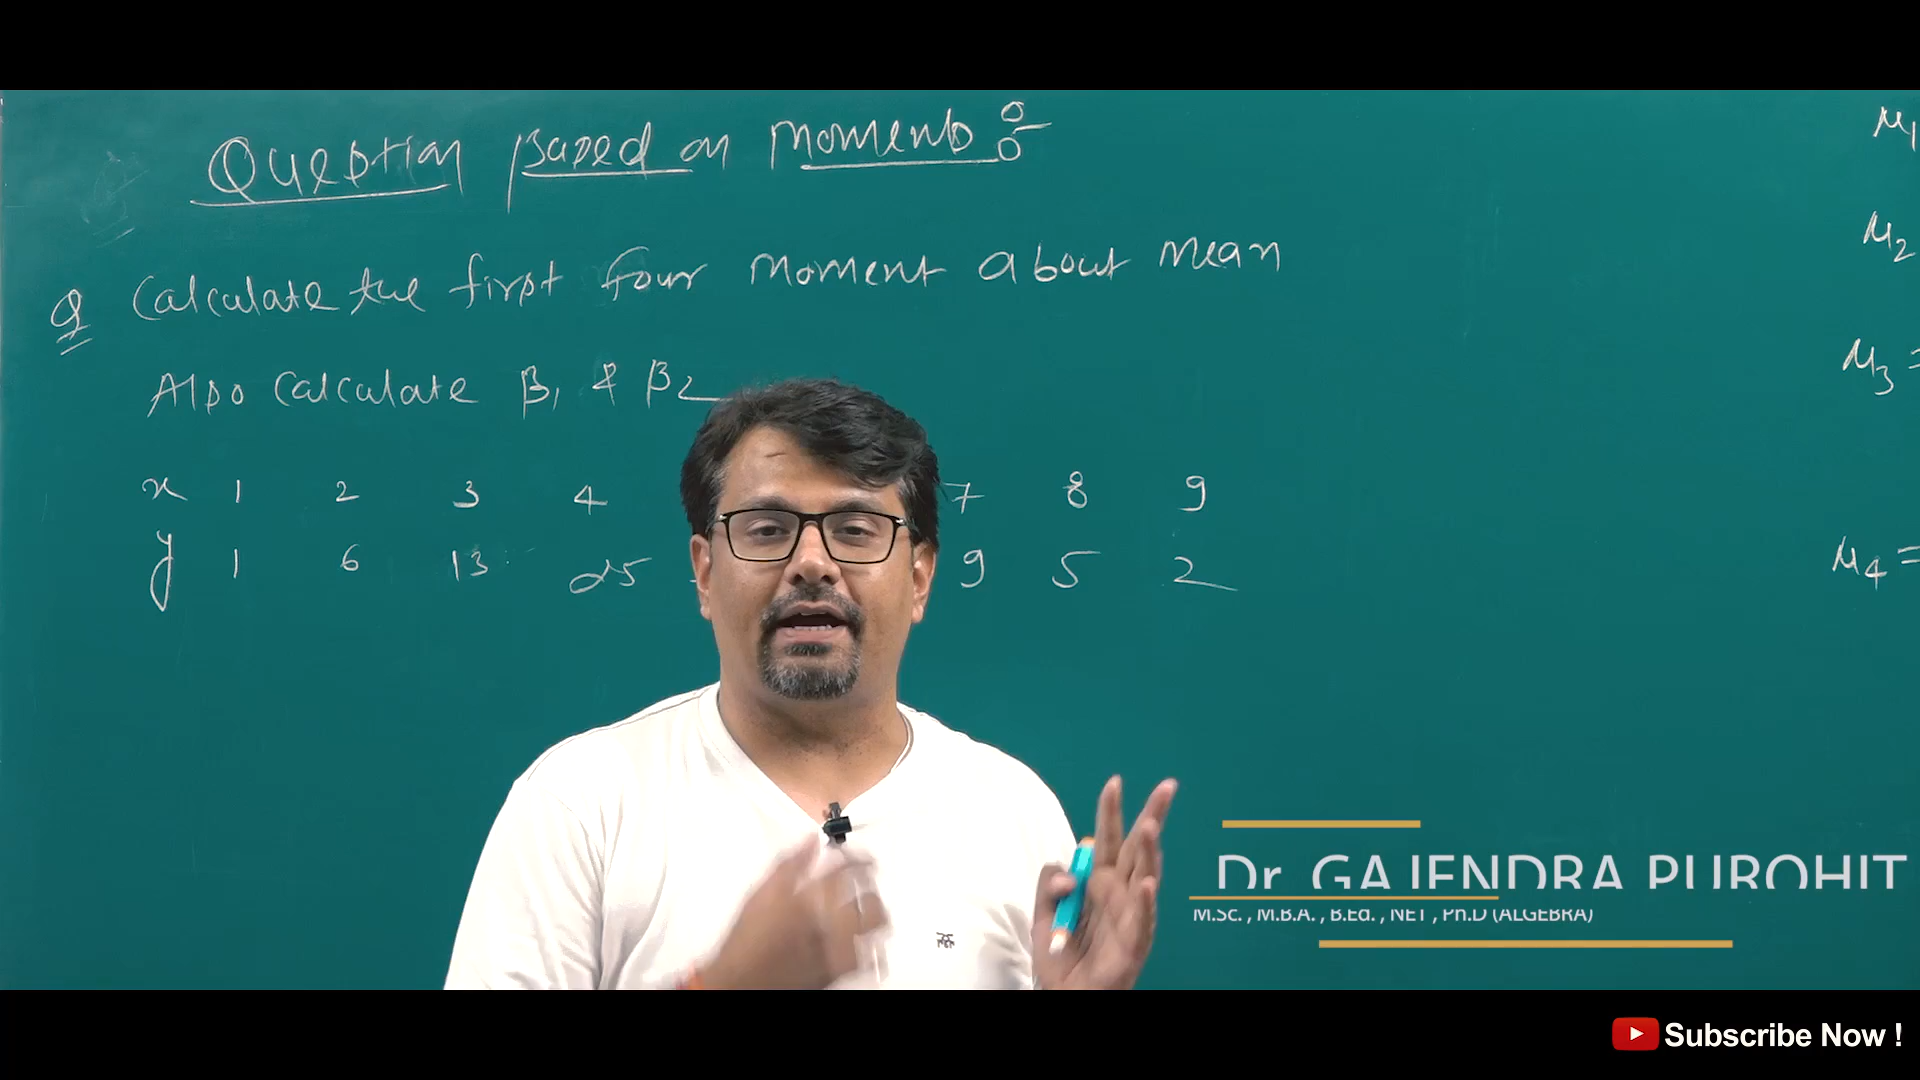 Question based on Moments :-
Q Calculate the first four moment about mean
Also Calculate β1 & β2
x 1 2 3 4 7 8 9
y 1 6 13 25 9 5 2
μ1
μ2
μ3 =
μ4 =
Dr. GAJENDRA PUROHIT
M.Sc. , M.B.A. , B.Ed. , NET , Ph.D (ALGEBRA)
Subscribe Now !